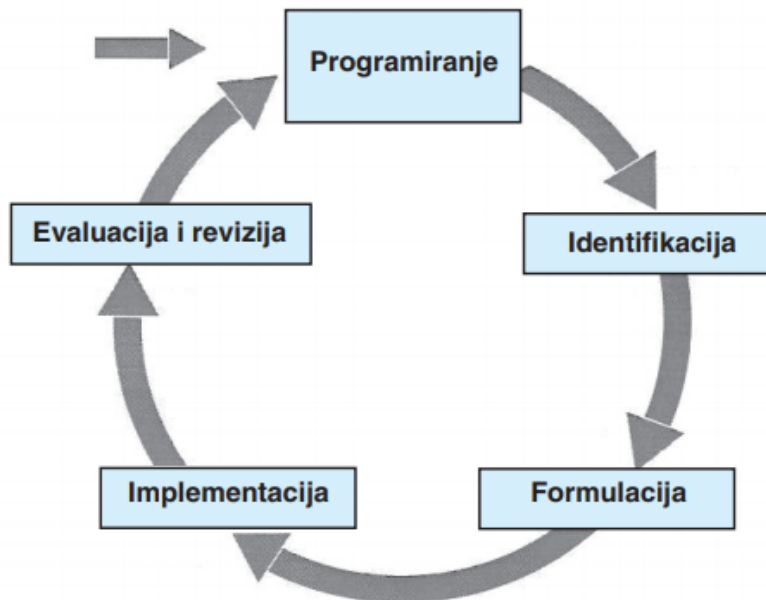 Programiranje
Identifikacija
Formulacija
Implementacija
Evaluacija i revizija